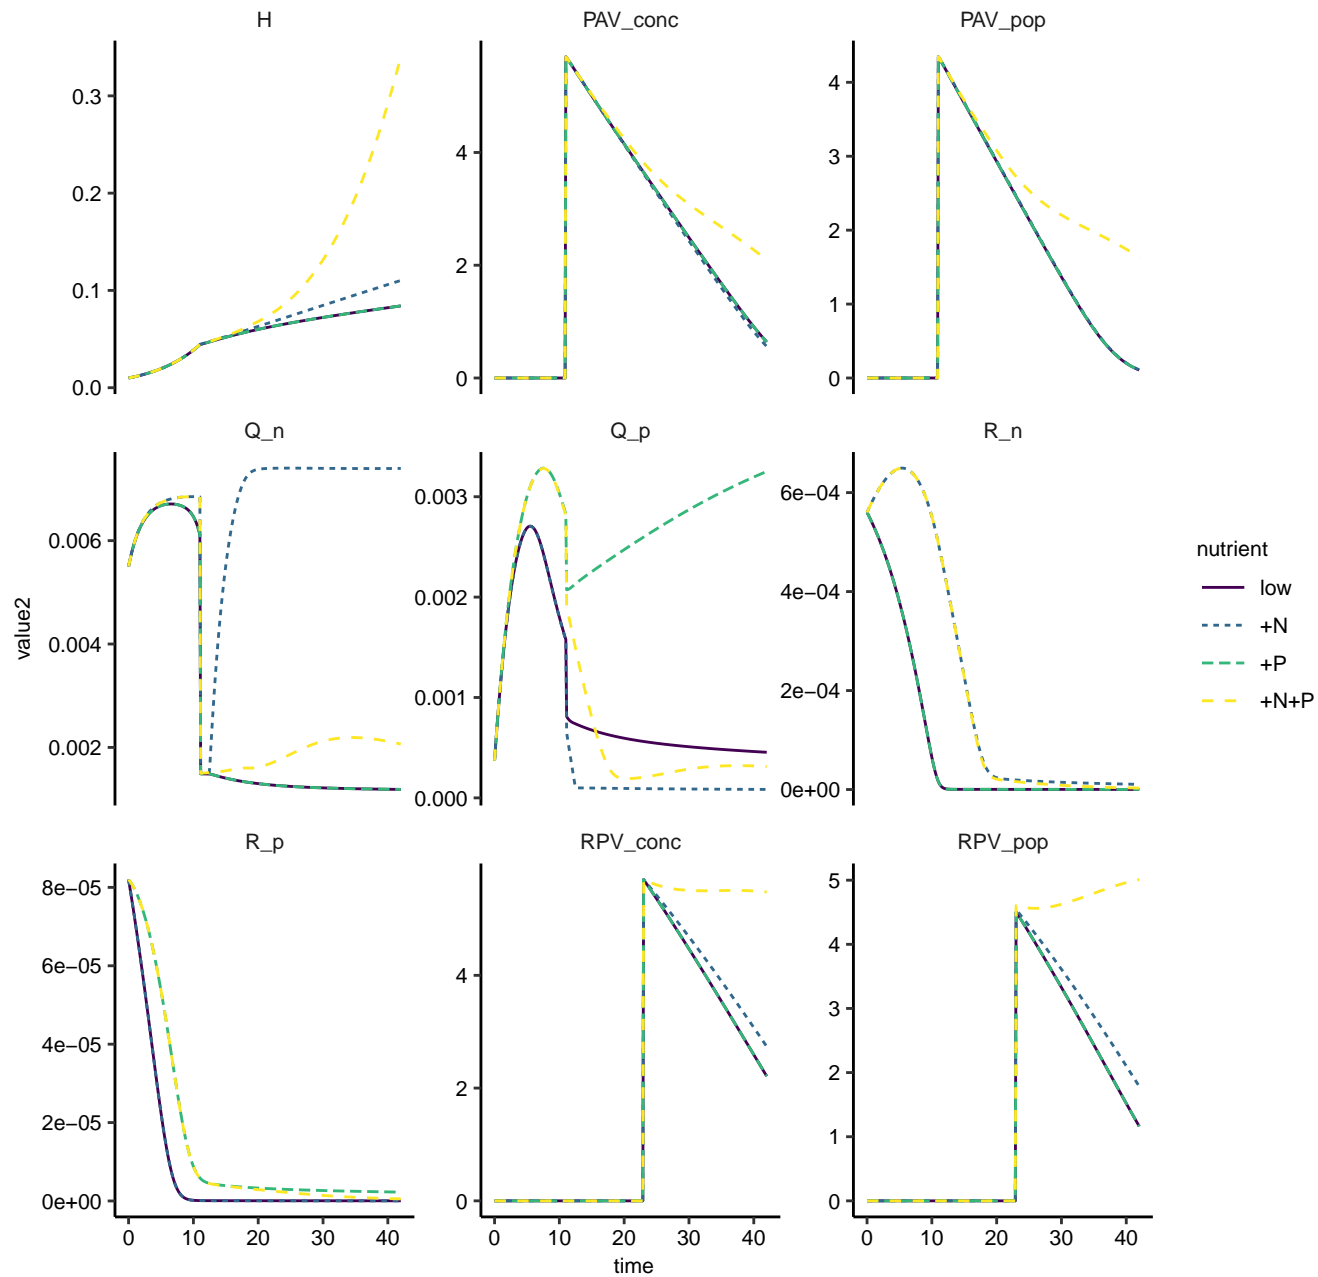 H
PAV_conc
PAV_pop
0.3
0.2
0.1
0.0
4
2
0
4
3
2
1
0
Q_n
Q_p
R_n
0.006
0.004
0.002
0.003
0.002
0.001
0.000
6e−04
4e−04
2e−04
0e+00
value2
nutrient
low
+N
+P
+N+P
R_p
RPV_conc
RPV_pop
8e−05
6e−05
4e−05
2e−05
0e+00
4
2
0
5
4
3
2
1
0
0 10 20 30 40
0 10 20 30 40
0 10 20 30 40
time